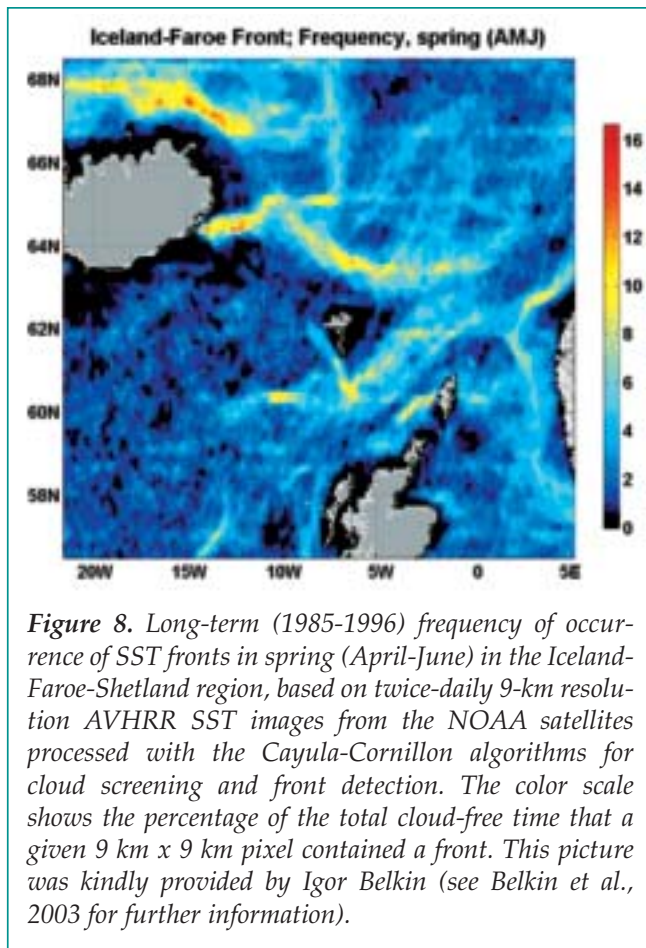 Iceland-Faroe Front; Frequency, spring (AMJ)
68N
66N
64N
62N
60N
58N
20W 15W 10W 5W 0 5E
16
14
12
10
8
6
4
2
0
Figure 8. Long-term (1985-1996) frequency of occur-
rence of SST fronts in spring (April-June) in the Iceland-
Faroe-Shetland region, based on twice-daily 9-km resolu-
tion AVHRR SST images from the NOAA satellites
processed with the Cayula-Cornillon algorithms for
cloud screening and front detection. The color scale
shows the percentage of the total cloud-free time that a
given 9 km x 9 km pixel contained a front. This picture
was kindly provided by Igor Belkin (see Belkin et al.,
2003 for further information).